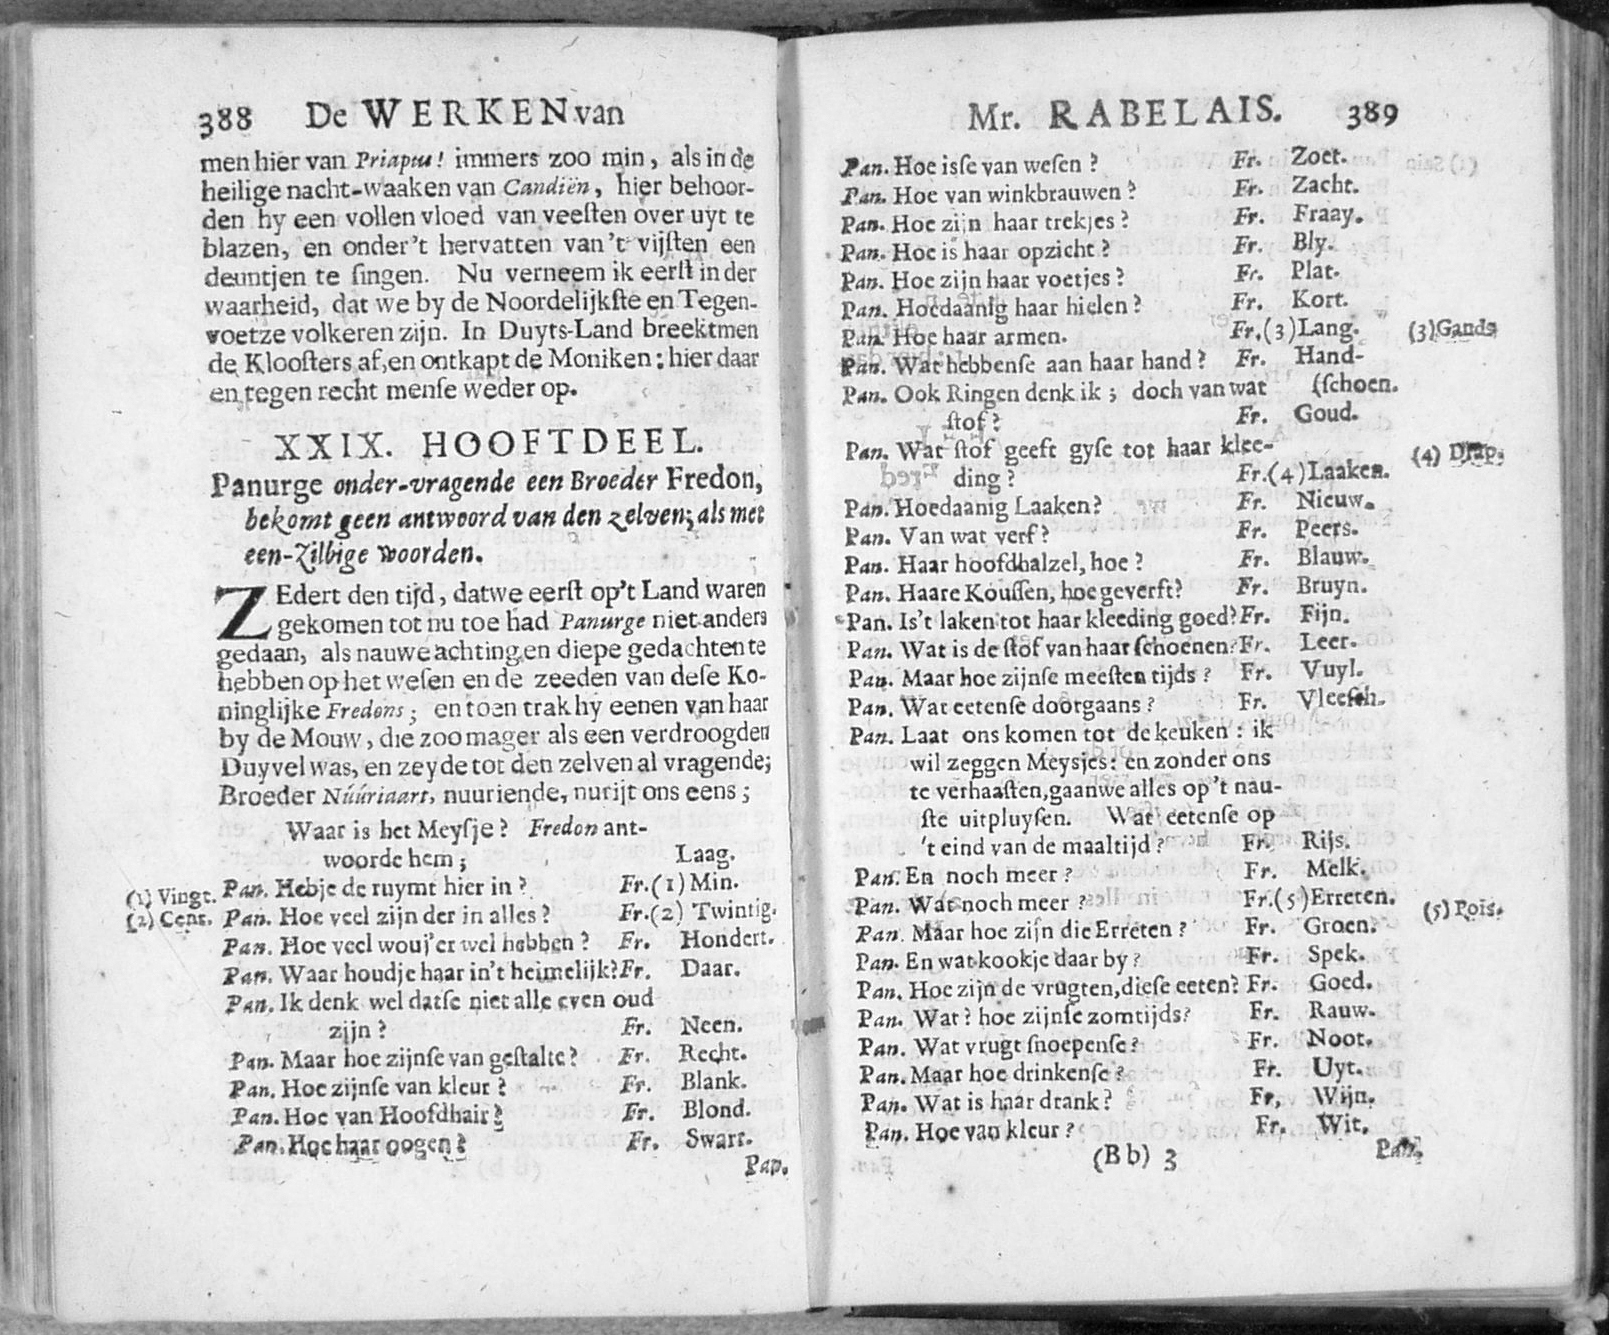 388 De WERKEN van
men hier van Priaptus! immers zoo min, als in de
heilige nacht-waaken van Candiën, hier behoor-
den hy een vollen vloed van veeſten over uyt te
blazen, en onder't hervatten van't vijſten een
deuntjen te ſingen. Nu verneem ik eerſt in der
waarheid, dat we by de Noordelijkſte en Tegen-
voetze volkeren zijn. In Duyts-Land breektmen
de Klooſters af, en ontkapt de Moniken: hier daar
en tegen recht menſe weder op.
XXIX. HOOFTDEEL.
Panurge onder-vragende een Broeder Fredon,
bekomt geen antwoord van den zelven; als met
een-Zilbige woorden.
ZEdert den tijd, datwe eerſt op't Land waren
gekomen tot nu toe had Panurge niet anders
gedaan, als nauwe achting en diepe gedachten te
hebben op het weſen en de zeeden van deſe Ko-
ninglijke Fredons; en toen trak hy eenen van haar
by de Mouw, die zoo mager als een verdroogden
Duyvel was, en zeyde tot den zelven al vragende;
Broeder Núúriaart, nuuriende, nurijt ons eens;
Waar is het Meyſje? Fredon ant-
woorde hem; Laag.
(1) Vingt. Pan. Hebje de ruymt hier in? Fr. (1) Min.
(2) Cent. Pan. Hoe veel zijn der in alles? Fr. (2) Twintig.
Pan. Hoe veel wouj'er wel hebben? Fr. Hondert.
Pan. Waar houdje haar in't heimelijk? Fr. Daar.
Pan. Ik denk wel datſe niet alle even oud
zijn? Fr. Neen.
Pan. Maar hoe zijnſe van geſtalte? Fr. Recht.
Pan. Hoe zijnſe van kleur? Fr. Blank.
Pan. Hoe van Hoofdhair? Fr. Blond.
Pan. Hoe haar oogen? Fr. Swart.
Pan.
Mr. RABELAIS. 389
Pan. Hoe isſe van weſen? Fr. Zoet.
Pan. Hoe van winkbrauwen? Fr. Zacht.
Pan. Hoe zijn haar trekjes? Fr. Fraay.
Pan. Hoe is haar opzicht? Fr. Bly.
Pan. Hoe zijn haar voetjes? Fr. Plat.
Pan. Hoedaanig haar hielen? Fr. Kort.
Pan. Hoe haar armen. Fr. (3) Lang. (3) Gands
Pan. Wat hebbenſe aan haar hand? Fr. Hand-
Pan. Ook Ringen denk ik; doch van wat (ſchoen.
ſtof? Fr. Goud.
Pan. Wat ſtof geeft gyſe tot haar klee- (4) Drap.
ding? Fr. (4) Laaken.
Pan. Hoedaanig Laaken? Fr. Nieuw.
Pan. Van wat verf? Fr. Peers.
Pan. Haar hoofdhalzel, hoe? Fr. Blauw.
Pan. Haare Kouſſen, hoe geverft? Fr. Bruyn.
Pan. Is't laken tot haar kleeding goed? Fr. Fijn.
Pan. Wat is de ſtof van haar ſchoenen? Fr. Leer.
Pan. Maar hoe zijnſe meeſten tijds? Fr. Vuyl.
Pan. Wat eetenſe doorgaans? Fr. Vleeſch.
Pan. Laat ons komen tot de keuken: ik
wil zeggen Meysjes: en zonder ons
te verhaaſten, gaanwe alles op't nau-
ſte uitpluyſen. Wat eetenſe op
't eind van de maaltijd? Fr. Rijs.
Pan. En noch meer? Fr. Melk.
Pan. Wat noch meer? Fr. (5) Erreten. (5) Pois.
Pan. Maar hoe zijn die Erreten? Fr. Groen.
Pan. En wat kookje daar by? Fr. Spek.
Pan. Hoe zijn de vrugten, dieſe eeten? Fr. Goed.
Pan. Wat? hoe zijnſe zomtijds? Fr. Rauw.
Pan. Wat vrugt ſnoepenſe? Fr. Noot.
Pan. Maar hoe drinkenſe? Fr. Uyt.
Pan. Wat is haar drank? Fr. Wijn.
Pan. Hoe van kleur? Fr. Wit.
(Bb) 3 Pan.